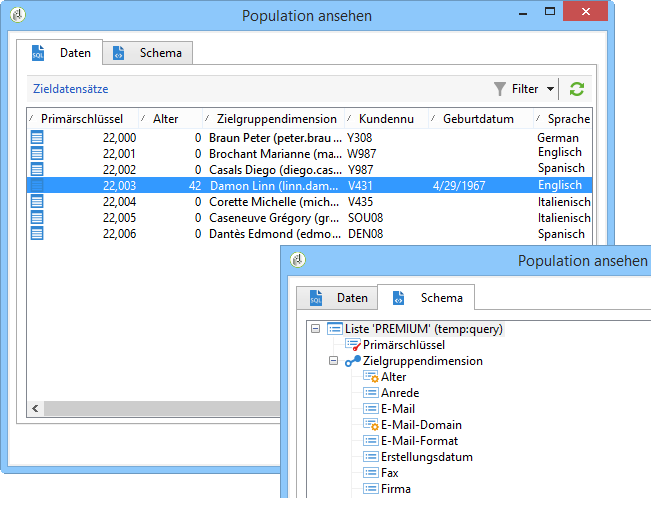 Population ansehen
SQL Daten Schema
Zieldatensätze Filter
Primärschlüssel Alter Zielgruppendimension Kundennu Geburtdatum Sprache
22,000 0 Braun Peter (peter.brau ... Y308 German
22,001 0 Brochant Marianne (ma... W987 Englisch
22,002 0 Casals Diego (diego.cas... Y987 Spanisch
22,003 42 Damon Linn (linn.dam... V431 4/29/1967 Englisch
22,004 0 Corette Michelle (mich... V435 Italienisch
22,005 0 Caseneuve Grégory (gr... SOU08 Italienisch
22,006 0 Dantès Edmond (edmo... DEN08 Spanisch
Population ansehen
SQL Daten Schema
Liste 'PREMIUM' (temp:query)
Primärschlüssel
Zielgruppendimension
Alter
Anrede
E-Mail
E-Mail-Domain
E-Mail-Format
Erstellungsdatum
Fax
Firma